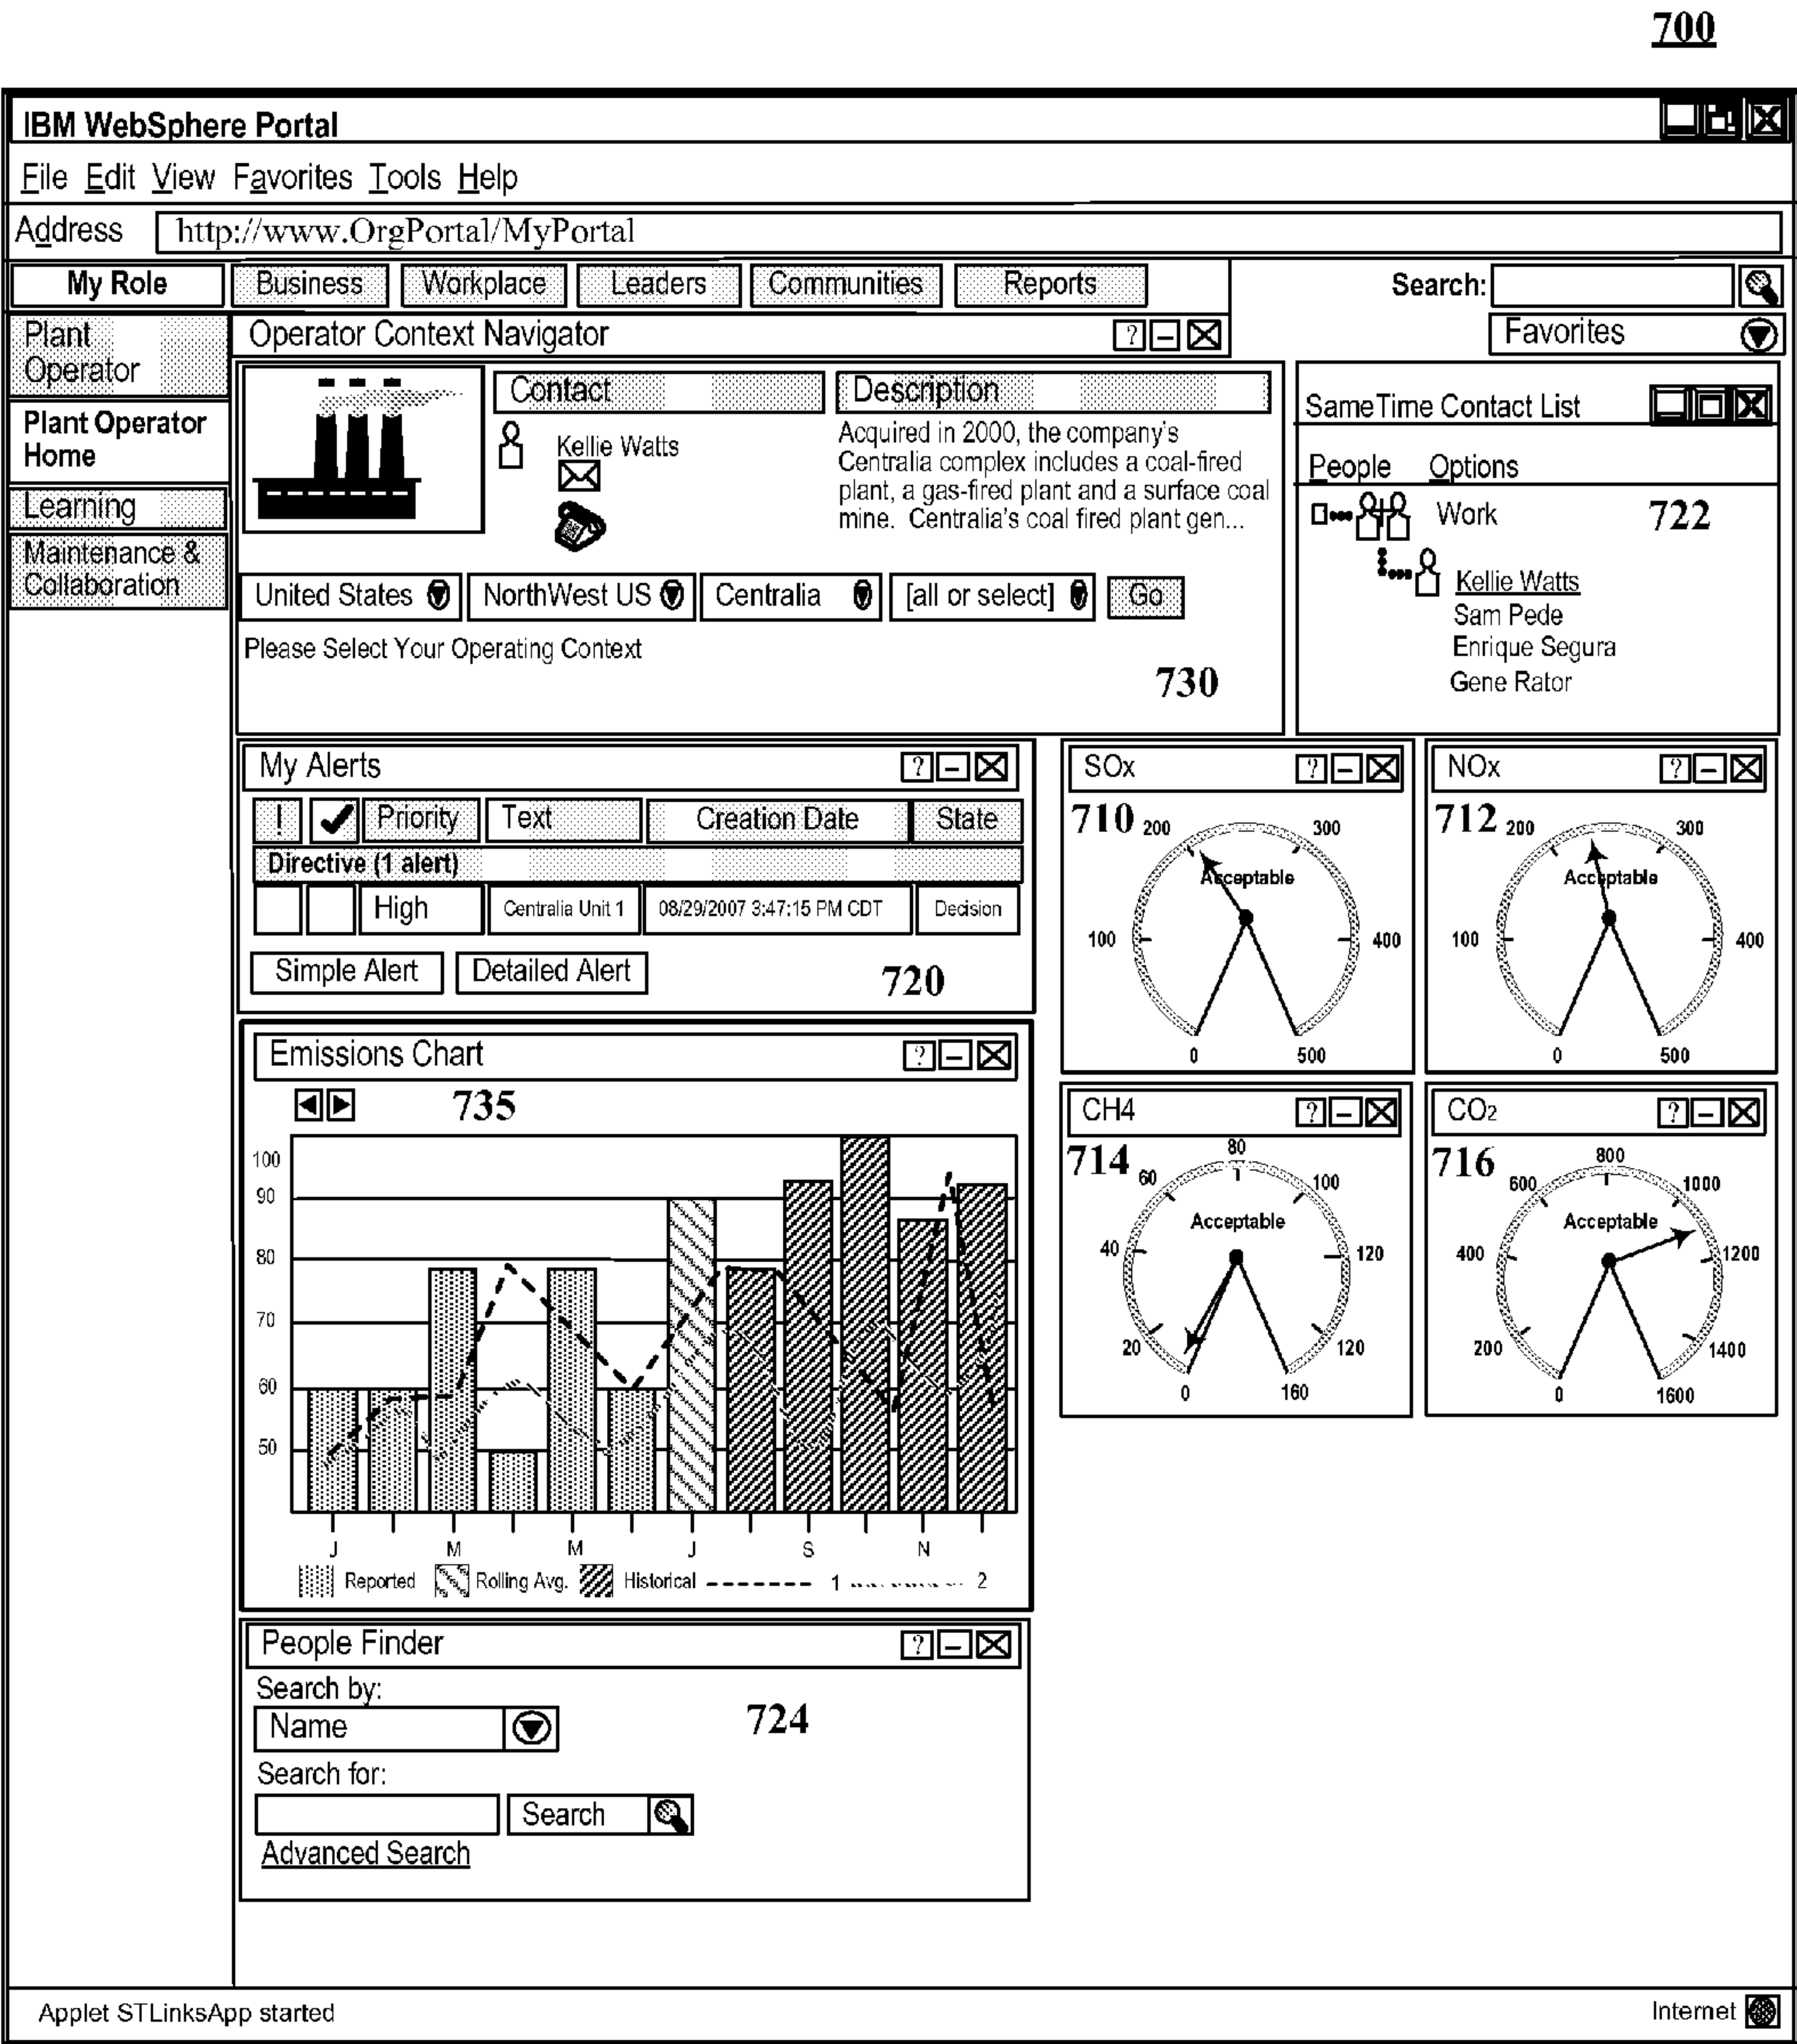 700
IBM WebSphere Portal
File Edit View Favorites Tools Help
Address http://www.OrgPortal/MyPortal
My Role Business Workplace Leaders Communities Reports Search:
Favorites
Plant
Operator
Plant Operator
Home
Learning
Maintenance &
Collaboration
Operator Context Navigator ?
Contact
Kellie Watts
Description
Acquired in 2000, the company's
Centralia complex includes a coal-fired
plant, a gas-fired plant and a surface coal
mine. Centralia's coal fired plant gen...
United States NorthWest US Centralia [all or select] Go
Please Select Your Operating Context
730
SameTime Contact List
People Options
Work 722
Kellie Watts
Sam Pede
Enrique Segura
Gene Rator
My Alerts ?
! Priority Text Creation Date State
Directive (1 alert)
High Centralia Unit 1 08/29/2007 3:47:15 PM CDT Decision
Simple Alert Detailed Alert 720
SOx ?
710 200 300
Acceptable
100 400
0 500
NOx ?
712 200 300
Acceptable
100 400
0 500
Emissions Chart ?
735
100
90
80
70
60
50
J M M J S N
Reported Rolling Avg. Historical 1 2
CH4 ?
714 60 80 100
Acceptable
40 120
20 120
0 160
CO2 ?
716 600 800 1000
Acceptable
400 1200
200 1400
0 1600
People Finder ?
Search by:
Name 724
Search for:
Search
Advanced Search
Applet STLinksApp started Internet